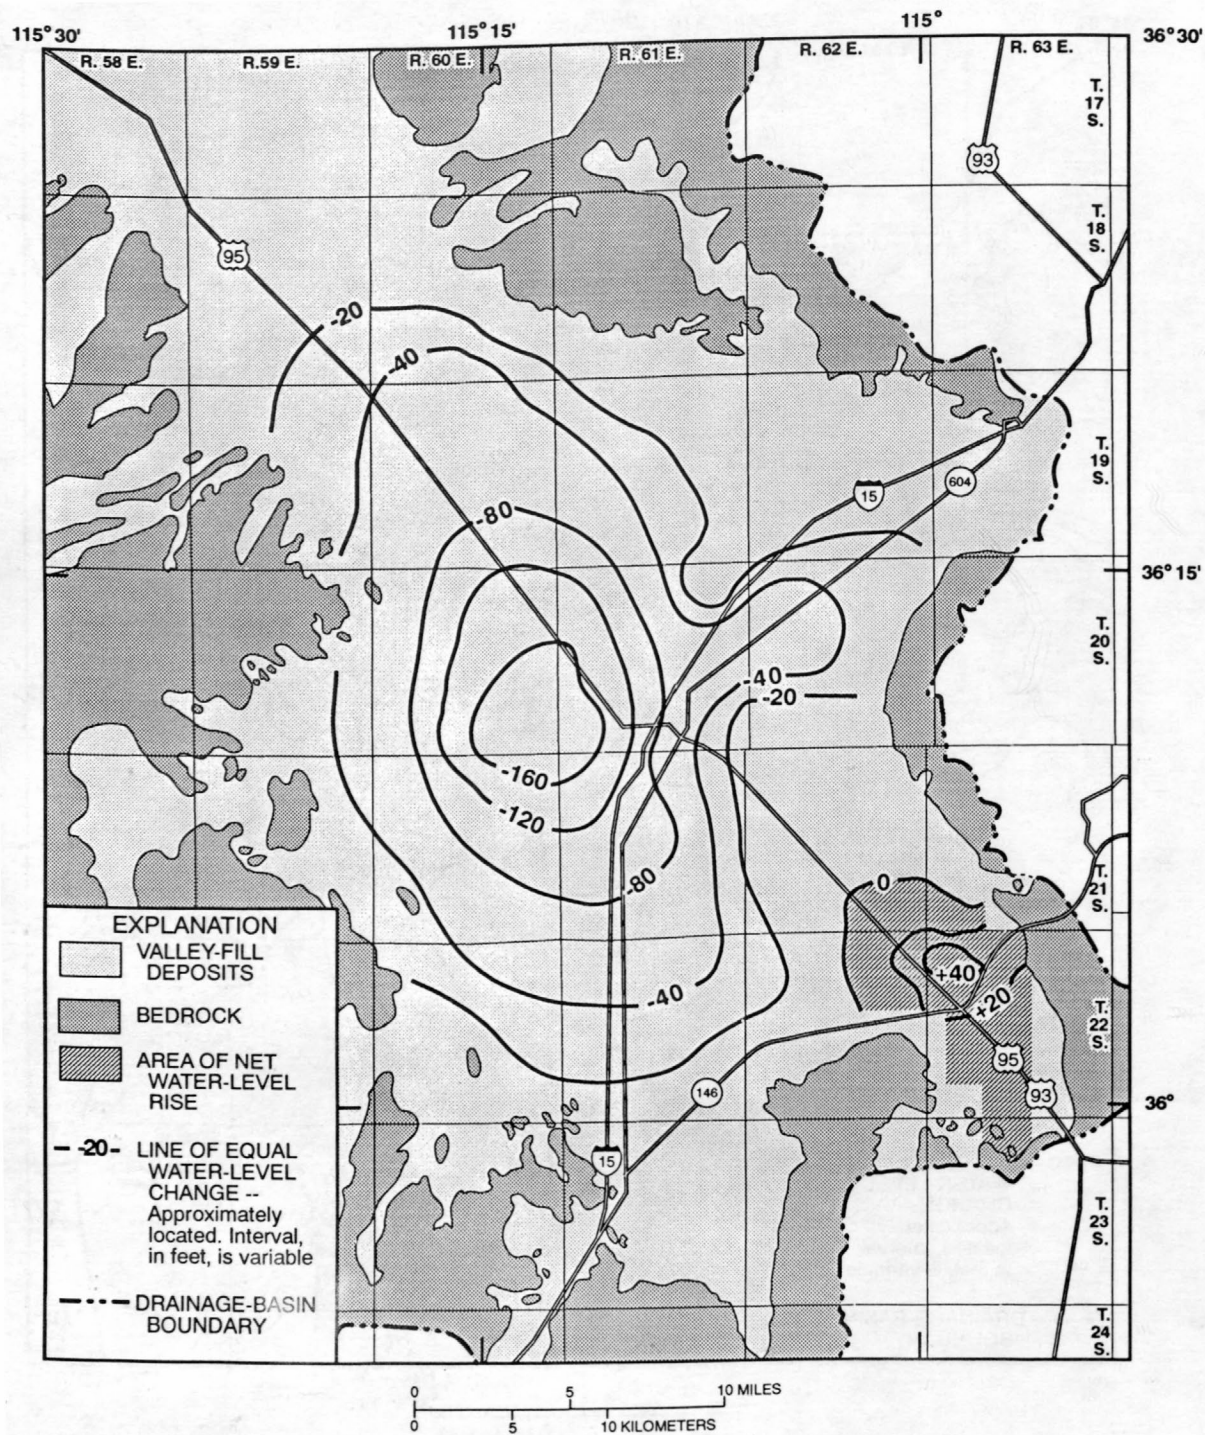 115° 30' 115° 15' 115° 36° 30'
R. 58 E. R.59 E. R. 60 E. R. 61 E. R. 62 E. R. 63 E.
T.
17
S.
93
T.
18
S.
95
-20
-40
T.
19
S.
604
15
-80
36° 15'
T.
20
S.
-40
-20
-160
-120
-80
0
T.
21
S.
+40
+20
-40
T.
22
S.
95
93
36°
146
15
T.
23
S.
T.
24
S.
EXPLANATION
VALLEY-FILL
DEPOSITS
BEDROCK
AREA OF NET
WATER-LEVEL
RISE
-20- LINE OF EQUAL
WATER-LEVEL
CHANGE --
Approximately
located. Interval,
in feet, is variable
DRAINAGE-BASIN
BOUNDARY
0 5 10 MILES
0 5 10 KILOMETERS